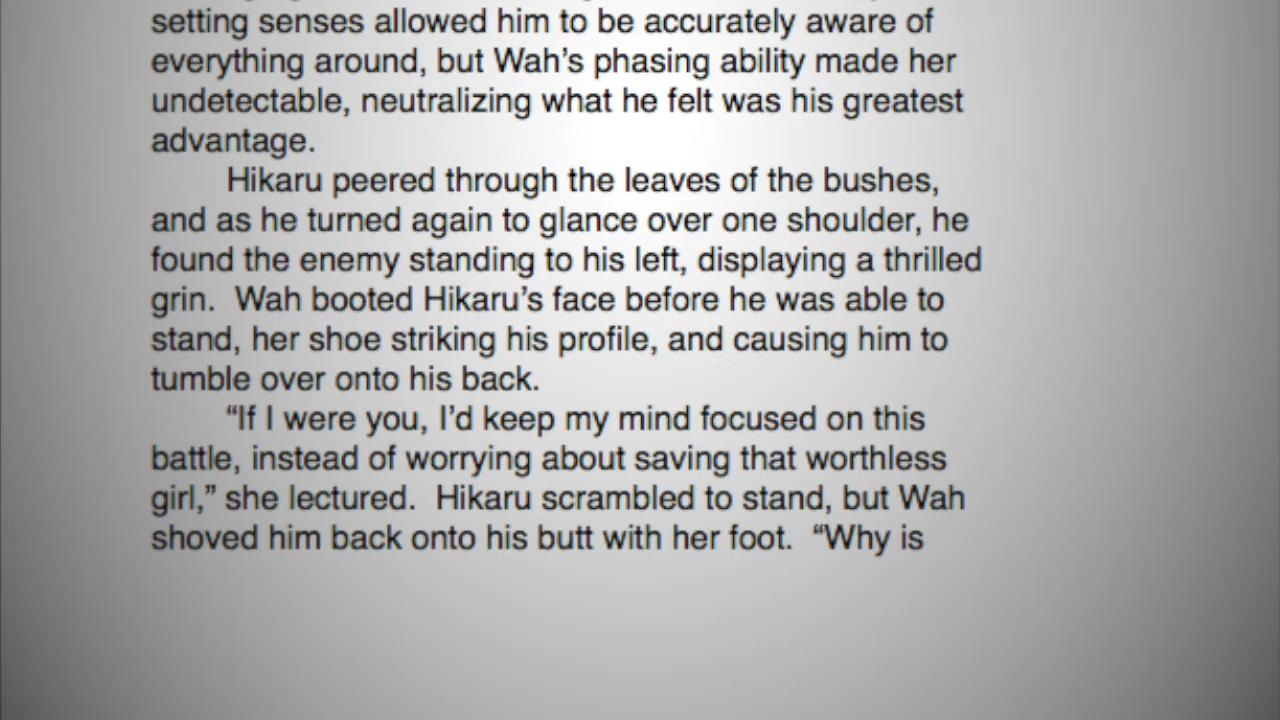 setting senses allowed him to be accurately aware of
everything around, but Wah’s phasing ability made her
undetectable, neutralizing what he felt was his greatest
advantage.
Hikaru peered through the leaves of the bushes,
and as he turned again to glance over one shoulder, he
found the enemy standing to his left, displaying a thrilled
grin.  Wah booted Hikaru’s face before he was able to
stand, her shoe striking his profile, and causing him to
tumble over onto his back.
“If I were you, I’d keep my mind focused on this
battle, instead of worrying about saving that worthless
girl,” she lectured.  Hikaru scrambled to stand, but Wah
shoved him back onto his butt with her foot.  “Why is